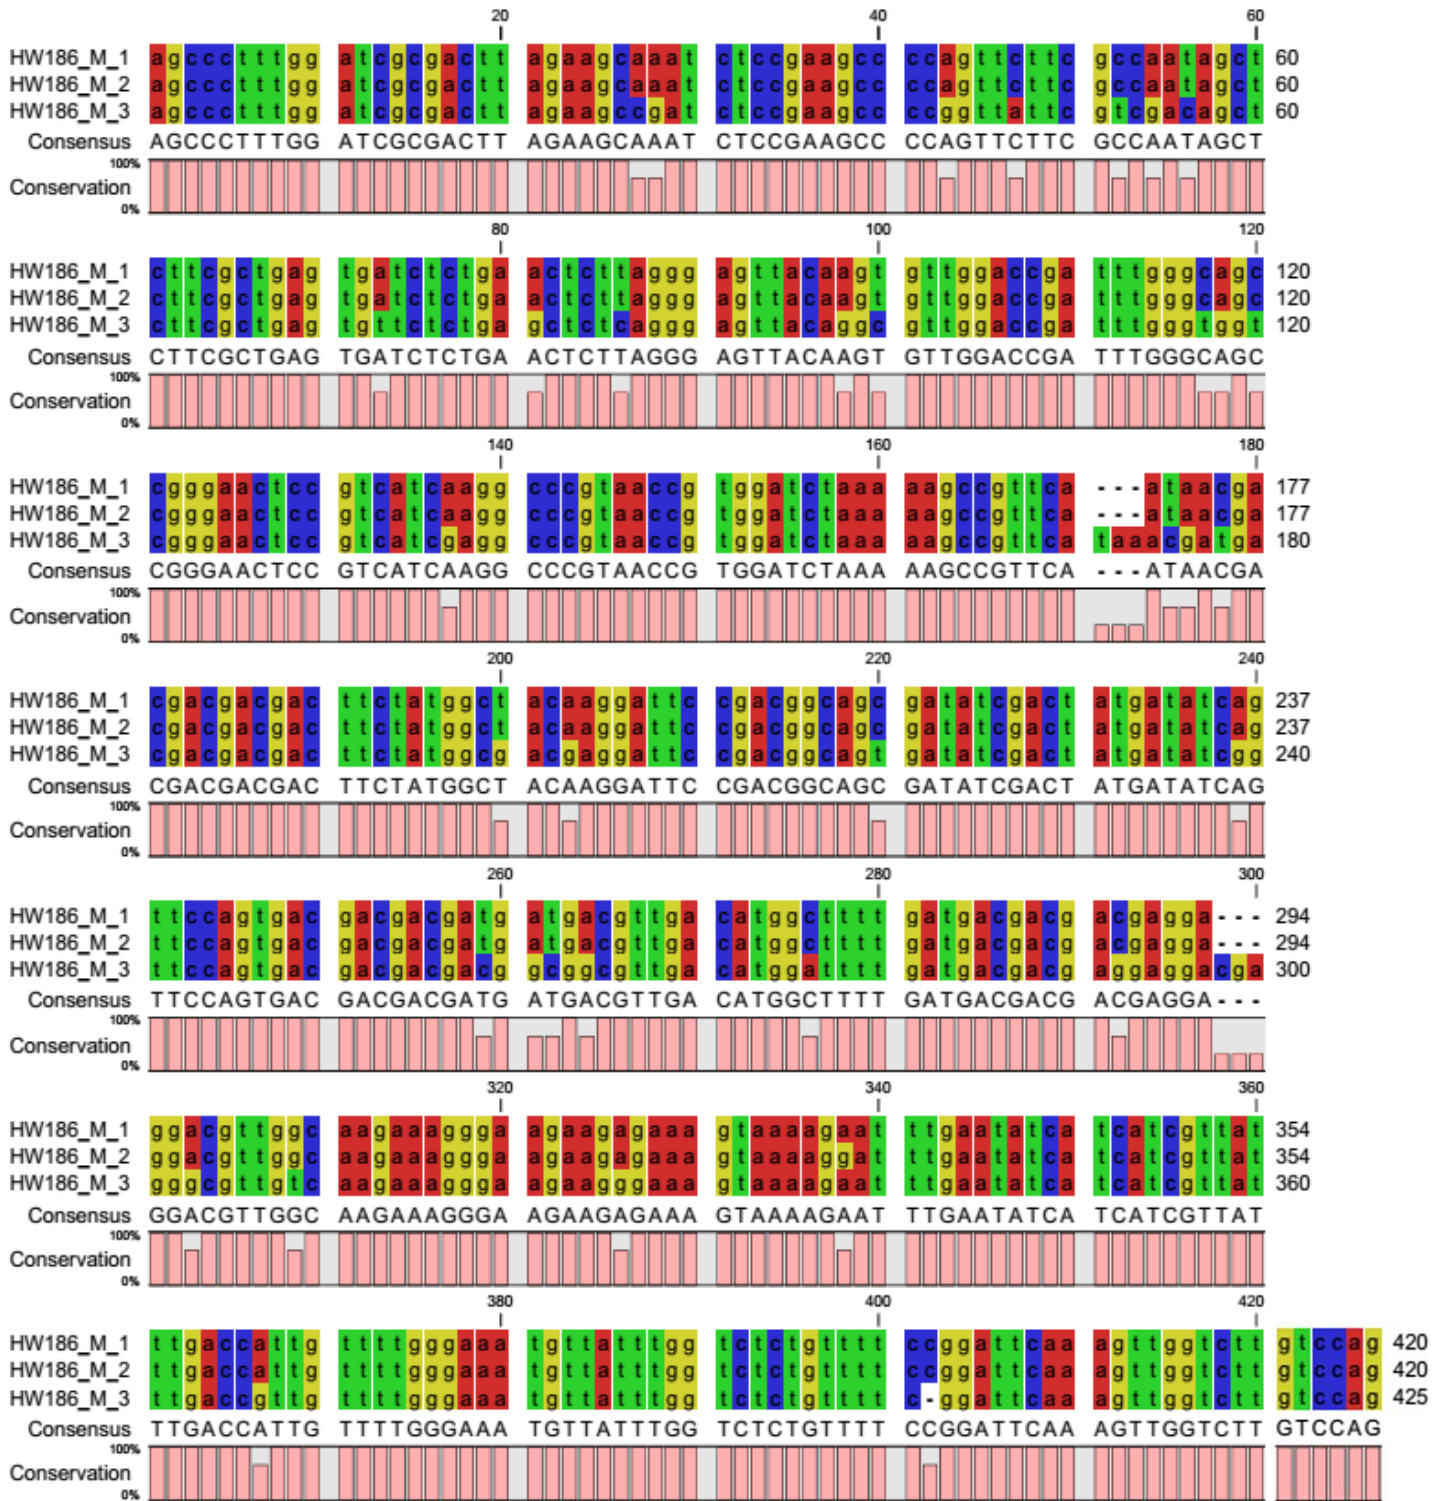 20 40 60
HW186_M_1 agccctttgg atcgcgactt agaagcaaat ctccgaagcc ccagttcttc gccaatagct 60
HW186_M_2 agccctttgg atcgcgactt agaagcaaat ctccgaagcc ccagttcttc gccaatagct 60
HW186_M_3 agccctttgg atcgcgactt agaagccgat ctccgaagcc ccggttattc gtcgacagct 60
Consensus AGCCCTTTGG ATCGCGACTT AGAAGCAAAT CTCCGAAGCC CCAGTTCTTC GCCAATAGCT
100%
Conservation
0%
80 100 120
HW186_M_1 cttcgctgag tgatctctga actcttaggg agttacaagt gttggaccga tttgggcagc 120
HW186_M_2 cttcgctgag tgatctctga actcttaggg agttacaagt gttggaccga tttgggcagc 120
HW186_M_3 cttcgctgag tgttctctga gctctcaggg agttacaggc gttggaccga tttgggtggt 120
Consensus CTTCGCTGAG TGATCTCTGA ACTCTTAGGG AGTTACAAGT GTTGGACCGA TTTGGGCAGC
100%
Conservation
0%
140 160 180
HW186_M_1 cgggaactcc gtcatcaagg cccgtaaccg tggatctaaa aagccgttca ---ataacga 177
HW186_M_2 cgggaactcc gtcatcaagg cccgtaaccg tggatctaaa aagccgttca ---ataacga 177
HW186_M_3 cgggaactcc gtcatcgagg cccgtaaccg tggatctaaa aagccgttca taaacgatga 180
Consensus CGGGAACTCC GTCATCAAGG CCCGTAACCG TGGATCTAAA AAGCCGTTCA ---ATAACGA
100%
Conservation
0%
200 220 240
HW186_M_1 cgacgacgac ttctatggct acaaggattc cgacggcagc gatatcgact atgatatcag 237
HW186_M_2 cgacgacgac ttctatggct acaaggattc cgacggcagc gatatcgact atgatatcag 237
HW186_M_3 cgacgacgac ttctatggcg acgaggattc cgacggcagt gatatcgact atgatatcgg 240
Consensus CGACGACGAC TTCTATGGCT ACAAGGATTC CGACGGCAGC GATATCGACT ATGATATCAG
100%
Conservation
0%
260 280 300
HW186_M_1 ttccagtgac gacgacgatg atgacgttga catggctttt gatgacgacg acgagga--- 294
HW186_M_2 ttccagtgac gacgacgatg atgacgttga catggctttt gatgacgacg acgagga--- 294
HW186_M_3 ttccagtgac gacgacgacg gcggcgttga catggatttt gatgacgacg aggaggacga 300
Consensus TTCCAGTGAC GACGACGATG ATGACGTTGA CATGGCTTTT GATGACGACG ACGAGGA---
100%
Conservation
0%
320 340 360
HW186_M_1 ggacgttggc aagaaaggga agaagagaaa gtaaaagaat ttgaatatca tcatcgttat 354
HW186_M_2 ggacgttggc aagaaaggga agaagagaaa gtaaaaggat ttgaatatca tcatcgttat 354
HW186_M_3 gggcgttgtc aagaaaggga agaagggaaa gtaaaagaat ttgaatatca tcatcgttat 360
Consensus GGACGTTGGC AAGAAAGGGA AGAAGAGAAA GTAAAAGAAT TTGAATATCA TCATCGTTAT
100%
Conservation
0%
380 400 420
HW186_M_1 ttgaccattg ttttgggaaa tgttatttgg tctctgtttt ccggattcaa agttggtctt gtccag 420
HW186_M_2 ttgaccattg ttttgggaaa tgttatttgg tctctgtttt ccggattcaa agttggtctt gtccag 420
HW186_M_3 ttgaccgttg ttttgggaaa tgttatttgg tctctgtttt c-ggattcaa agttggtctt gtccag 425
Consensus TTGACCATTG TTTTGGGAAA TGTTATTTGG TCTCTGTTTT CCGGATTCAA AGTTGGTCTT GTCCAG
100%
Conservation
0%